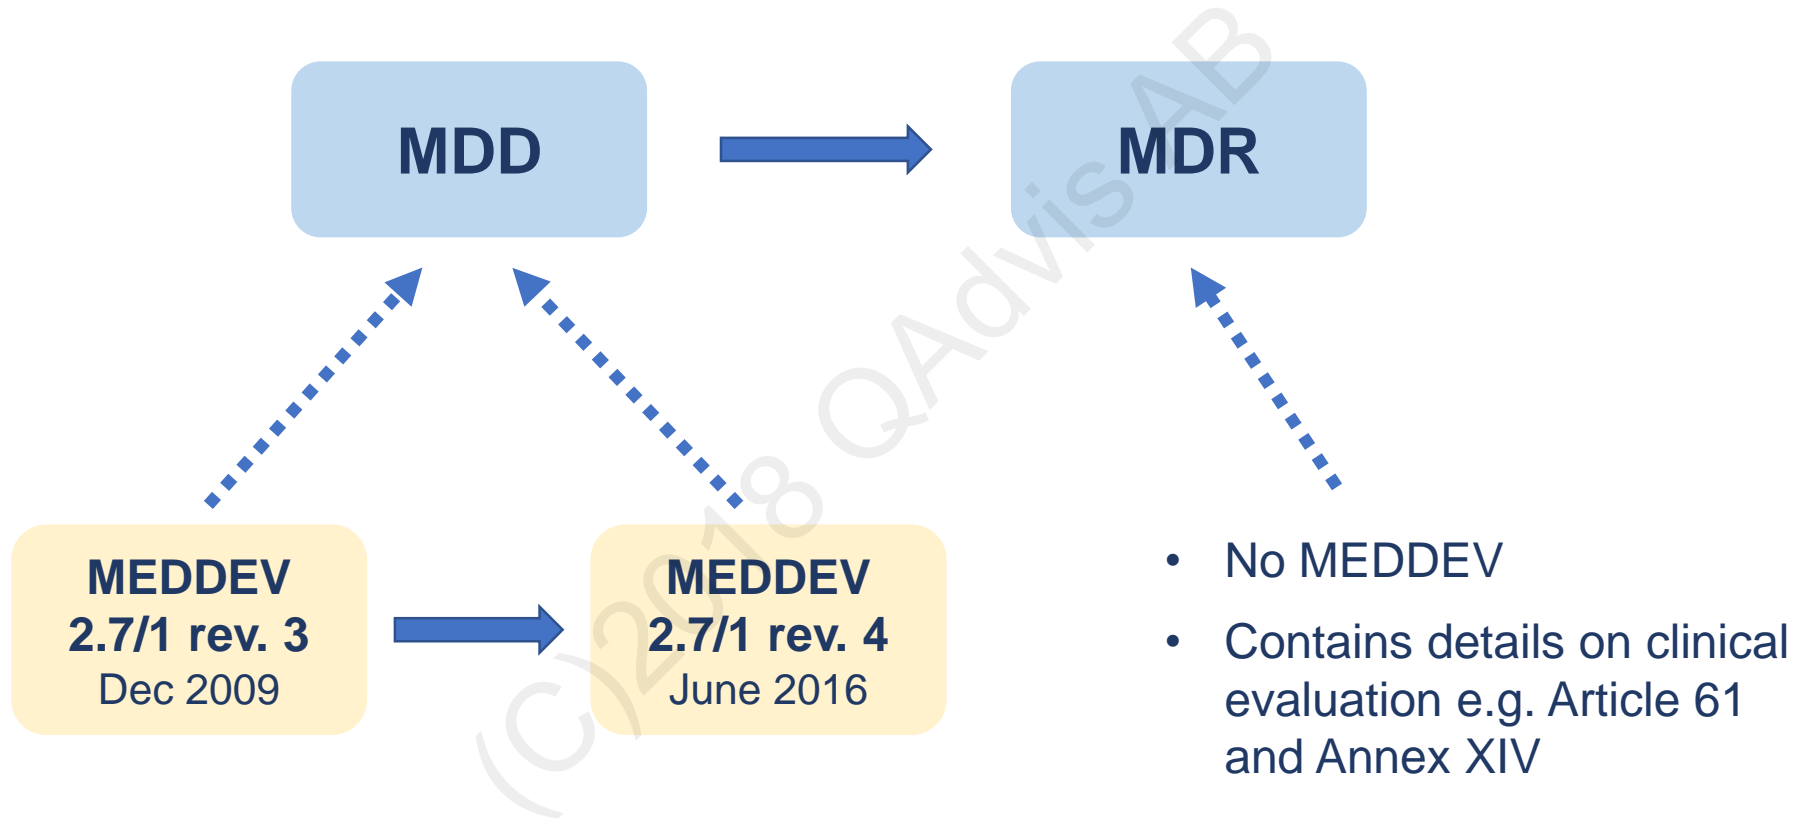 MDD
MDR
MEDDEV
2.7/1 rev. 3
Dec 2009
MEDDEV
2.7/1 rev. 4
June 2016
• No MEDDEV
• Contains details on clinical
evaluation e.g. Article 61
and Annex XIV
(C)2018 QAdvis AB